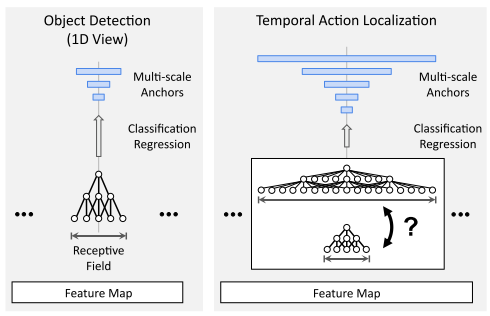 Object Detection
(1D View)
Multi-scale
Anchors
Classification
Regression
Receptive
Field
Feature Map
Temporal Action Localization
Multi-scale
Anchors
Classification
Regression
?
Feature Map